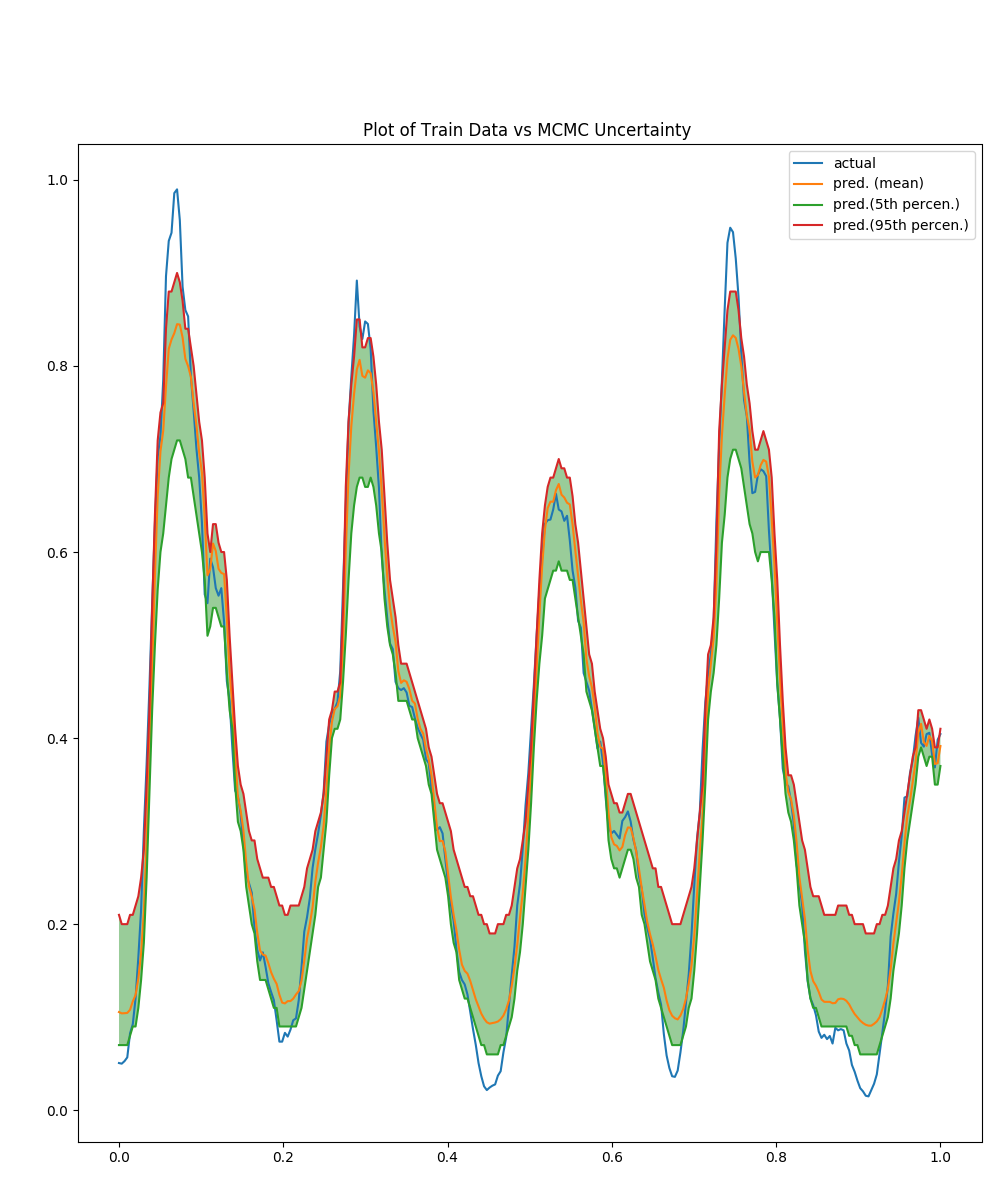 Plot of Train Data vs MCMC Uncertainty
actual
pred. (mean)
pred.(5th percen.)
pred.(95th percen.)
1.0
0.8
0.6
0.4
0.2
0.0
0.0 0.2 0.4 0.6 0.8 1.0